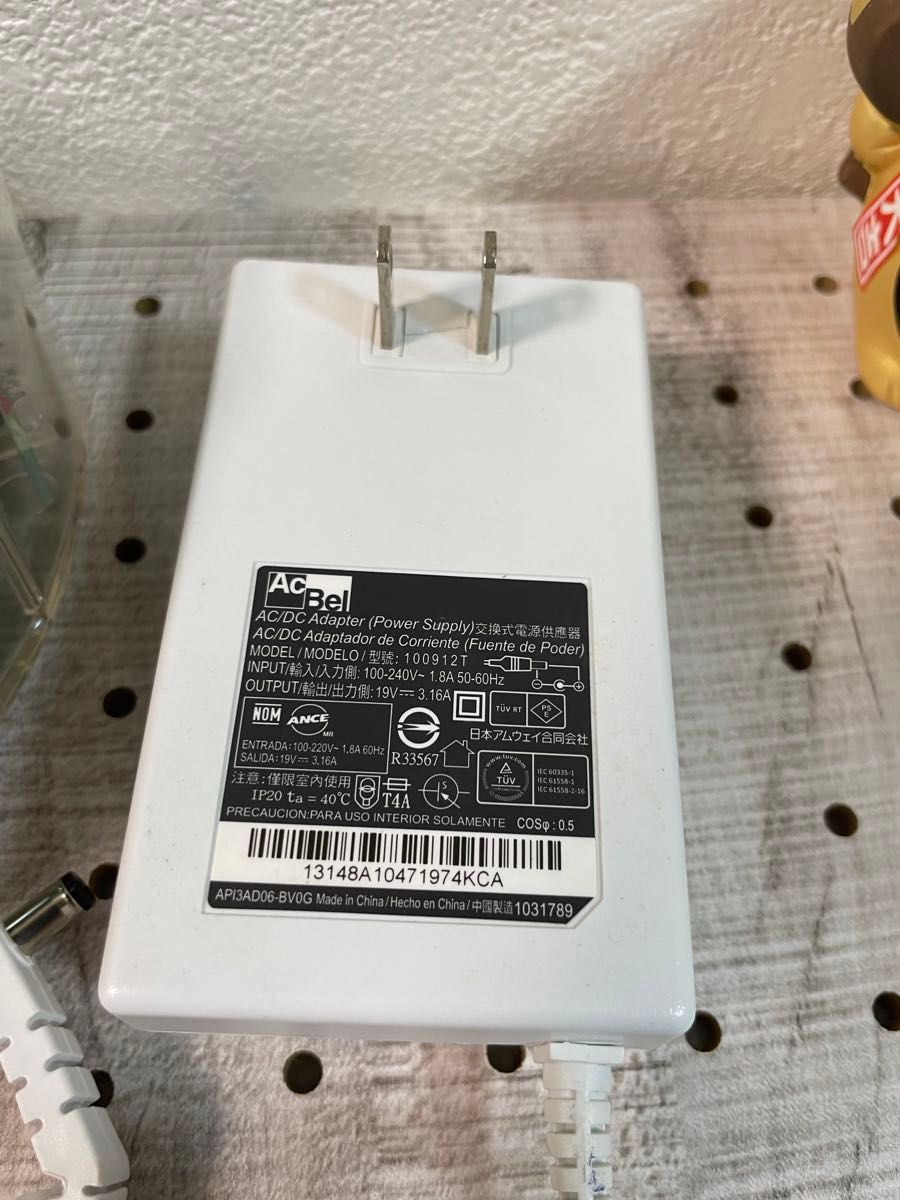 AcBel
AC/DC Adapter (Power Supply)交換式電源供應器
AC/DC Adaptador de Corriente (Fuente de Poder)
MODEL / MODELO / 型號: 100912T
INPUT/輸入/入力側: 100-240V~ 1.8A 50-60Hz
OUTPUT/輸出/出力側: 19V⎓ 3.16A
TÜV RT
PS
E
日本アムウェイ合同会社
NOM ANCE
MR
ENTRADA:100-220V~ 1,8A 60Hz
SALIDA:19V⎓ 3,16A
R33567
www.tuv.com
TÜV
IEC 60335-1
IEC 61558-1
IEC 61558-2-16
注意:僅限室內使用
IP20 ta = 40℃
T4A
S
PRECAUCION:PARA USO INTERIOR SOLAMENTE
COSφ : 0.5
13148A10471974KCA
API3AD06-BV0G Made in China / Hecho en China / 中國製造 1031789